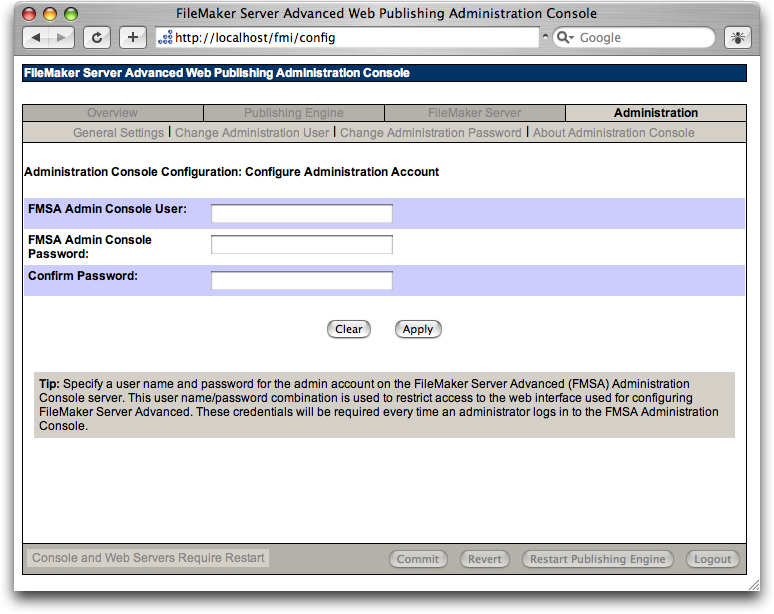 FileMaker Server Advanced Web Publishing Administration Console
http://localhost/fmi/config
Google
FileMaker Server Advanced Web Publishing Administration Console
Overview
Publishing Engine
FileMaker Server
Administration
General Settings | Change Administration User | Change Administration Password | About Administration Console
Administration Console Configuration: Configure Administration Account
FMSA Admin Console User:
FMSA Admin Console
Password:
Confirm Password:
Clear
Apply
Tip: Specify a user name and password for the admin account on the FileMaker Server Advanced (FMSA) Administration
Console server. This user name/password combination is used to restrict access to the web interface used for configuring
FileMaker Server Advanced. These credentials will be required every time an administrator logs in to the FMSA Administration
Console.
Console and Web Servers Require Restart
Commit
Revert
Restart Publishing Engine
Logout